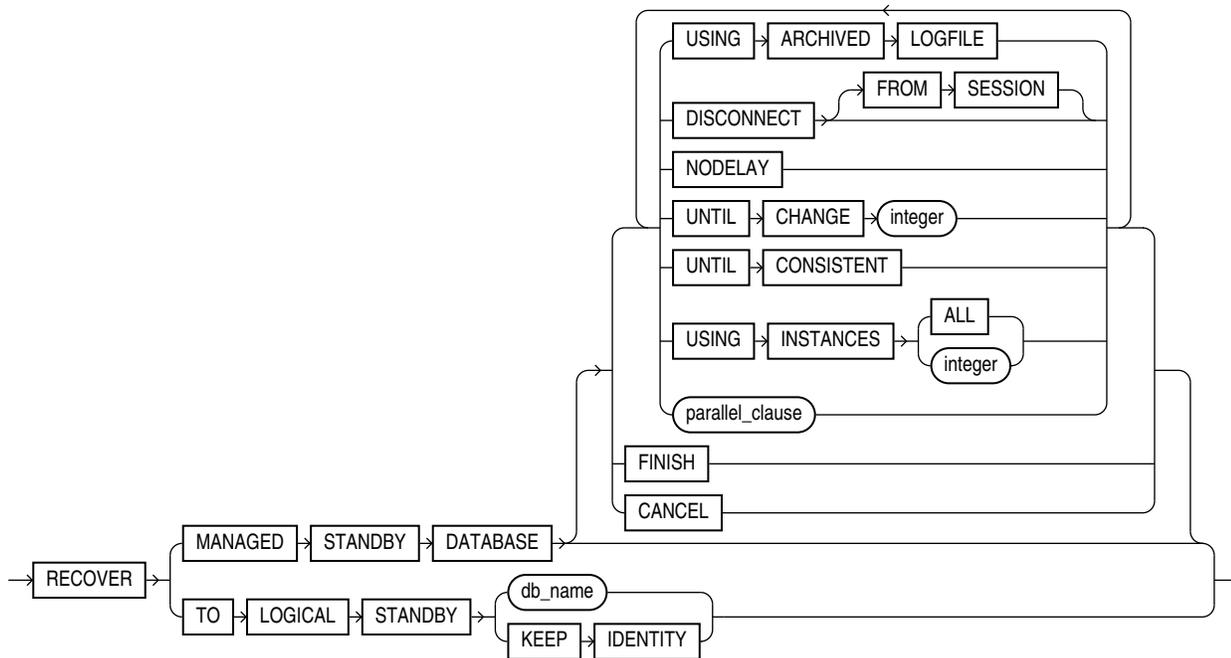 USING ARCHIVED LOGFILE
FROM SESSION
DISCONNECT
NODELAY
UNTIL CHANGE integer
UNTIL CONSISTENT
ALL
USING INSTANCES
integer
parallel_clause
FINISH
CANCEL
MANAGED STANDBY DATABASE
RECOVER
db_name
TO LOGICAL STANDBY
KEEP IDENTITY